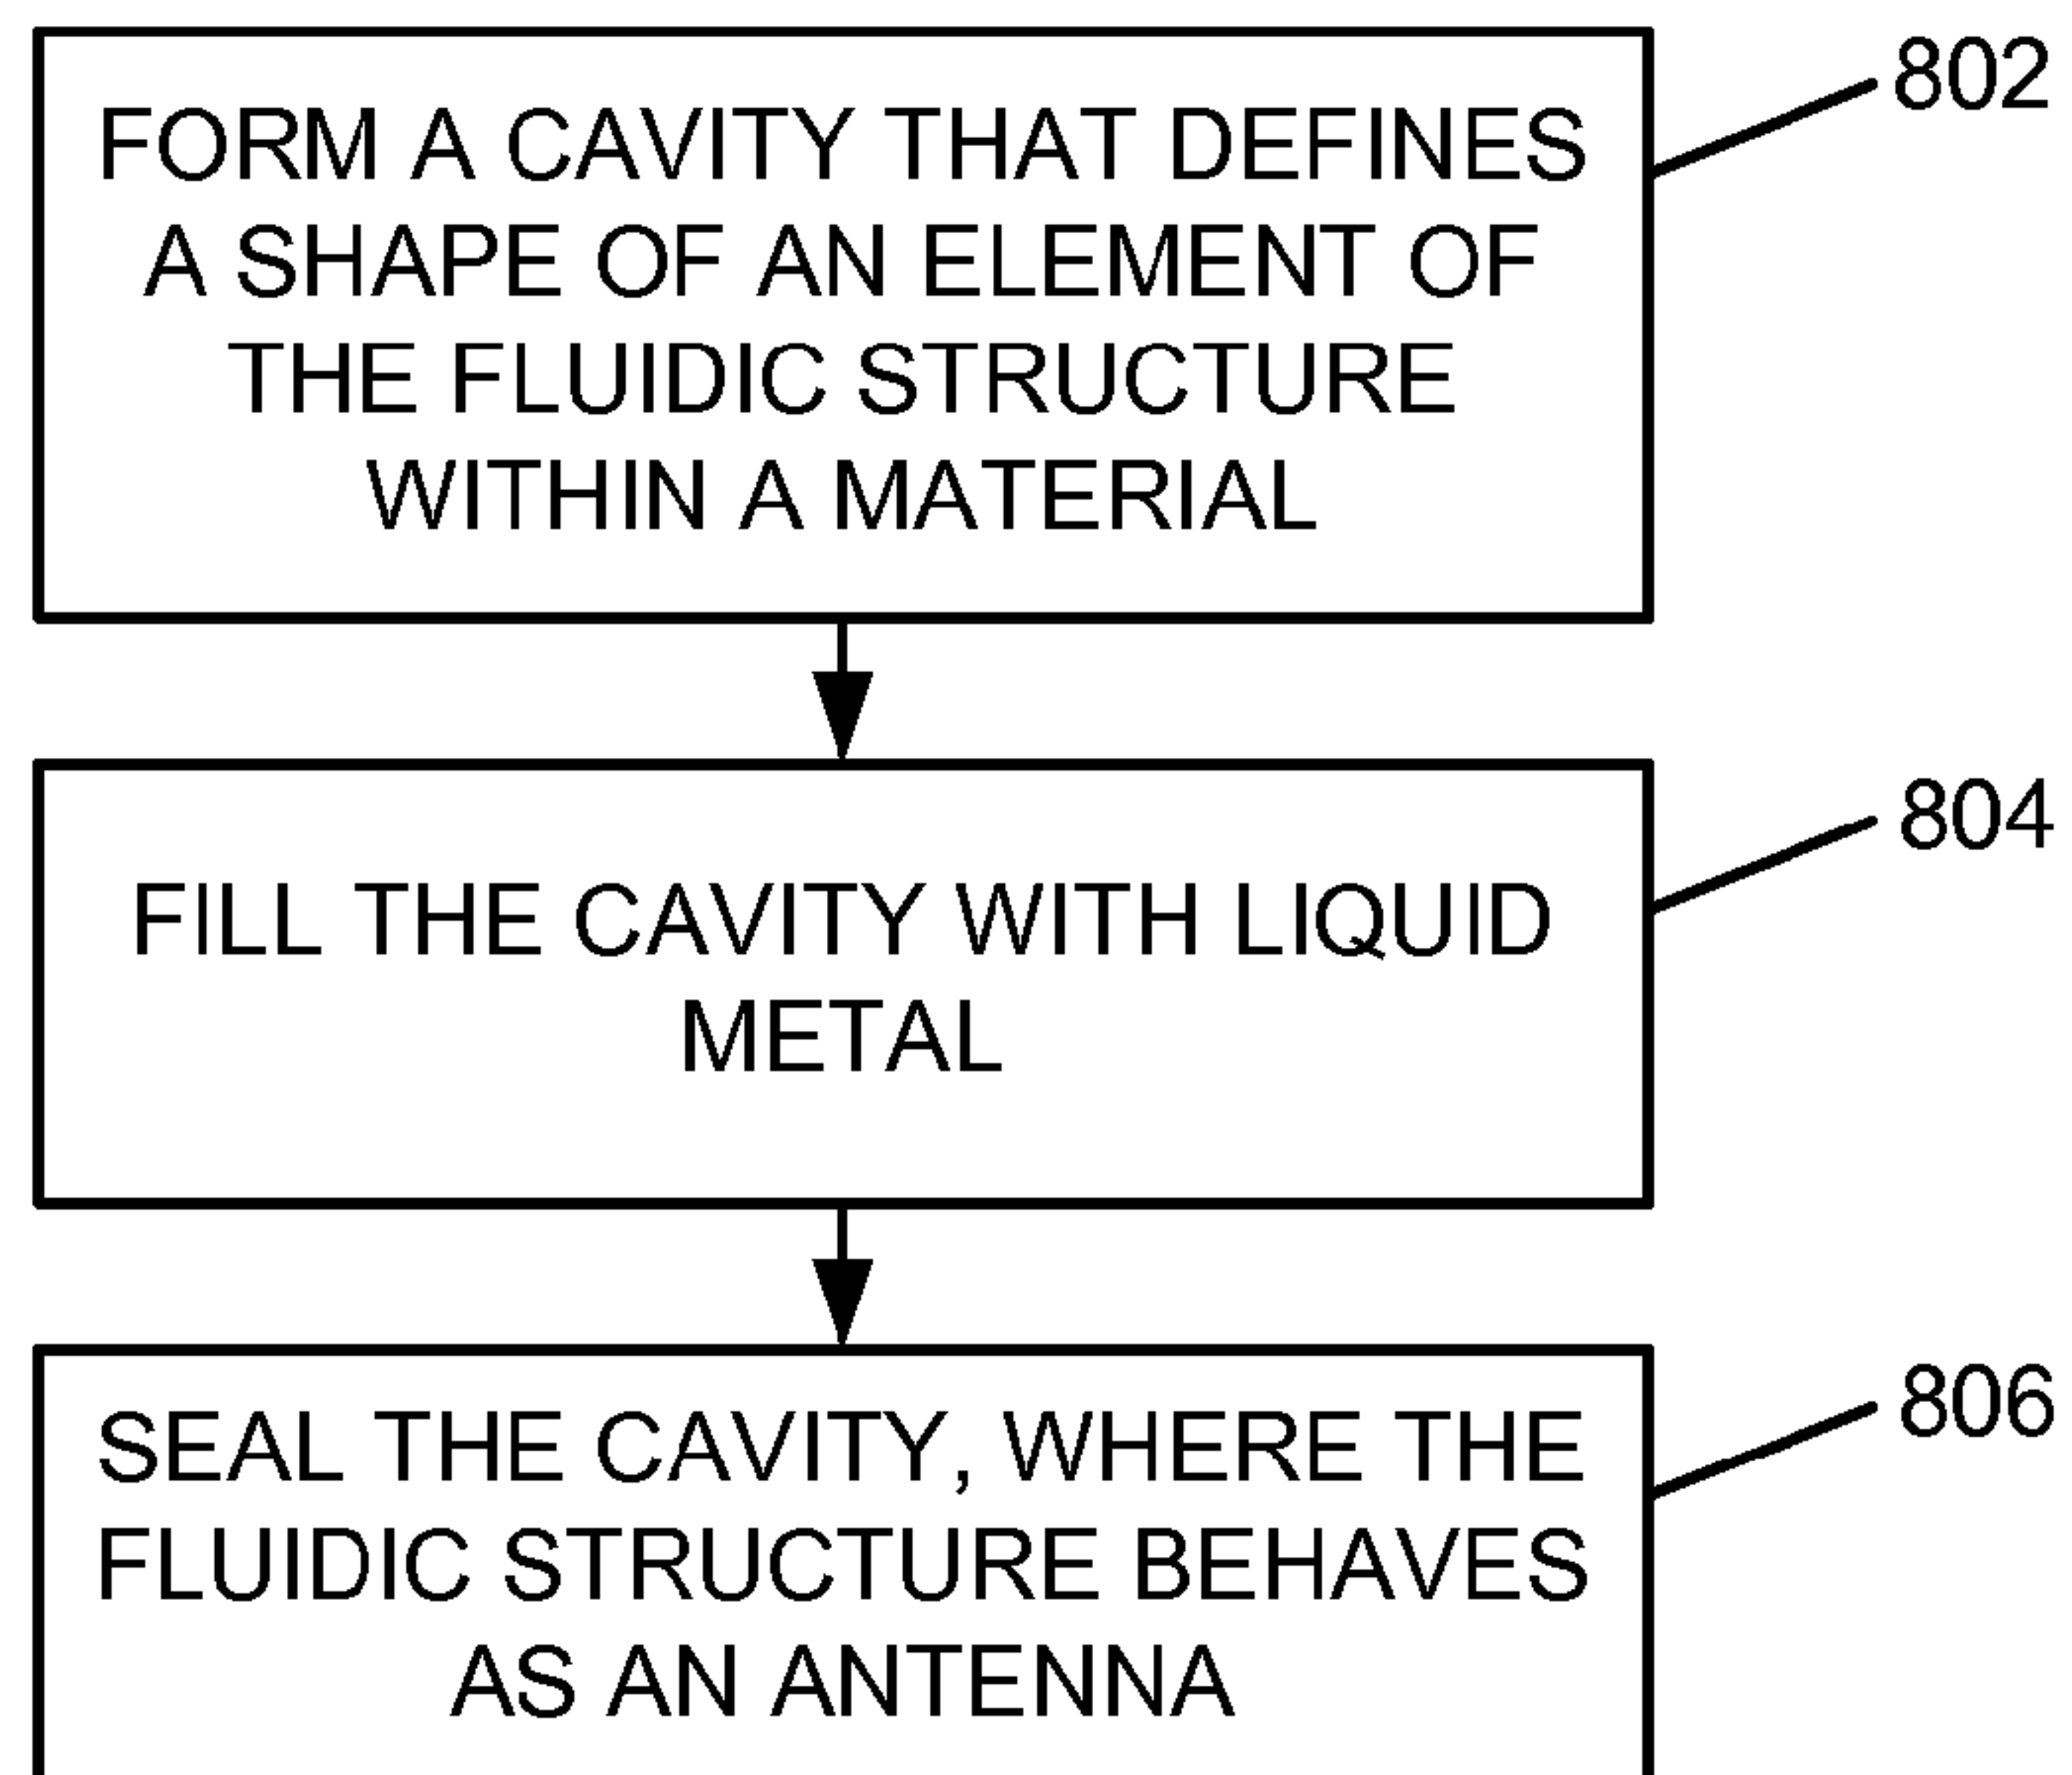 802
FORM A CAVITY THAT DEFINES
A SHAPE OF AN ELEMENT OF
THE FLUIDIC STRUCTURE
WITHIN A MATERIAL
804
FILL THE CAVITY WITH LIQUID
METAL
806
SEAL THE CAVITY, WHERE THE
FLUIDIC STRUCTURE BEHAVES
AS AN ANTENNA